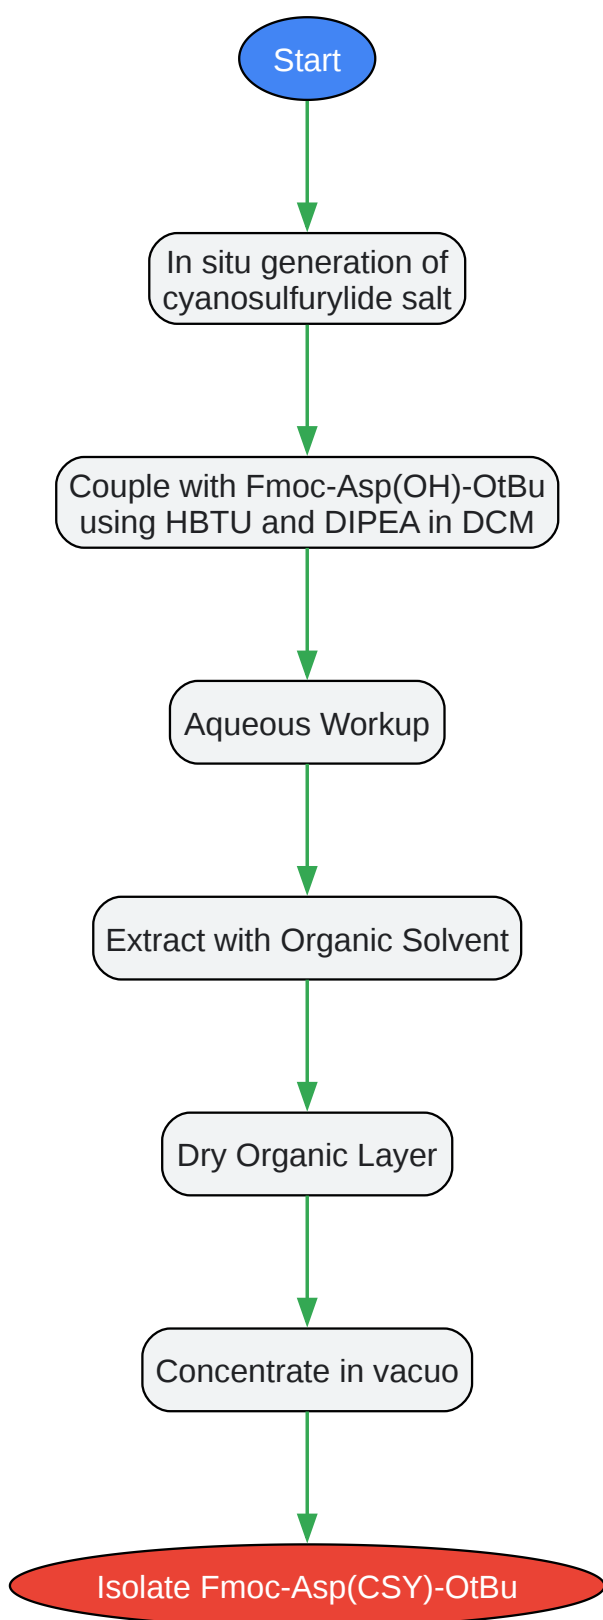 Start
In situ generation of
cyanosulfurylide salt
Couple with Fmoc-Asp(OH)-OtBu
using HBTU and DIPEA in DCM
Aqueous Workup
Extract with Organic Solvent
Dry Organic Layer
Concentrate in vacuo
Isolate Fmoc-Asp(CSY)-OtBu